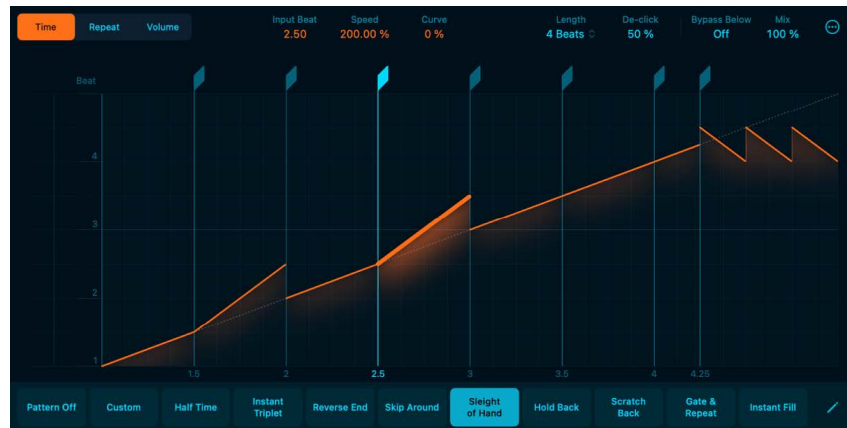 Time Repeat Volume
Input Beat Speed Curve Length De-click Bypass Below Mix
2.50 200.00 % 0 % 4 Beats 50 % Off 100 %
Beat
4
3
2
1
1.5 2 2.5 3 3.5 4 4.25
Pattern Off Custom Half Time Instant Triplet Reverse End Skip Around Sleight of Hand Hold Back Scratch Back Gate & Repeat Instant Fill